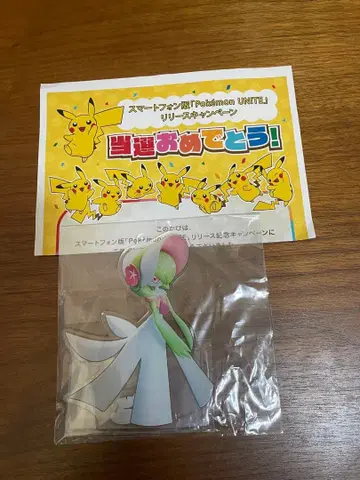 スマートフォン版「Pokémon UNITE」
リリースキャンペーン
当選おめでとう!
このたびは、
スマートフォン版「Pokémon UNITE」リリース記念キャンペーンに